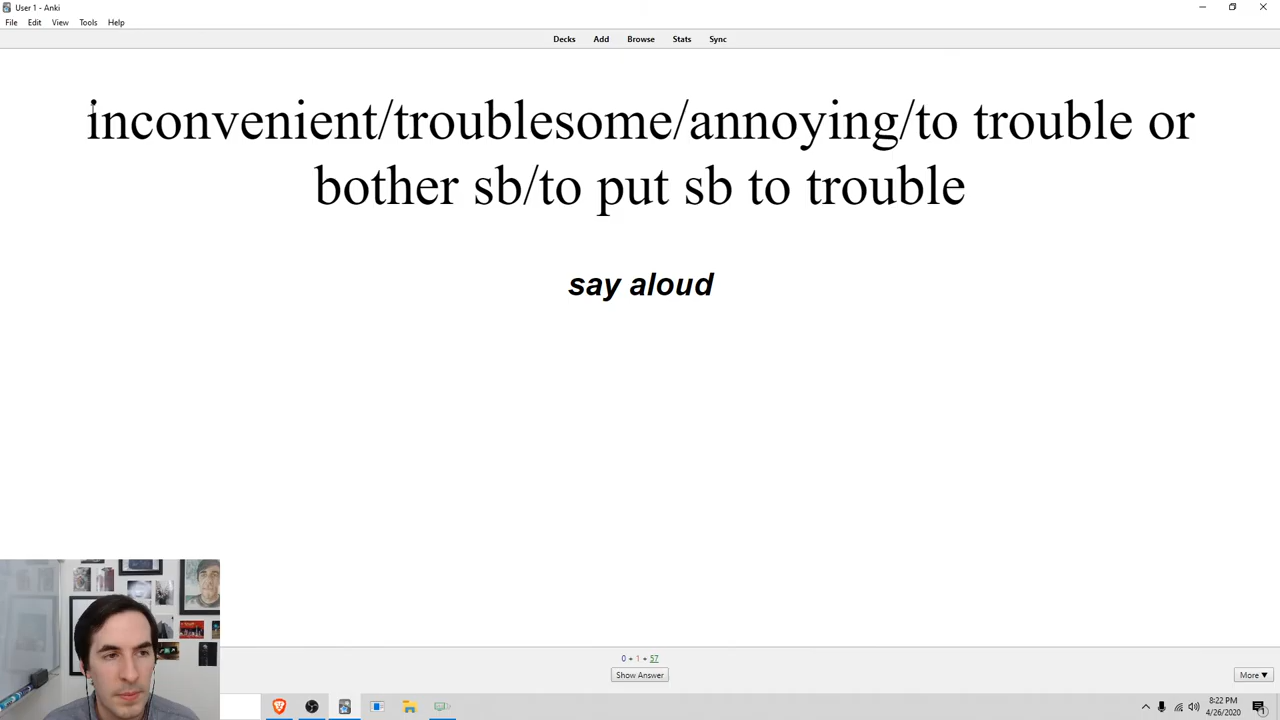 User 1 - Anki
File Edit View Tools Help
Decks Add Browse Stats Sync
inconvenient/troublesome/annoying/to trouble or
bother sb/to put sb to trouble
say aloud
0 + 1 + 57
Show Answer
More ▼
8:22 PM
4/26/2020